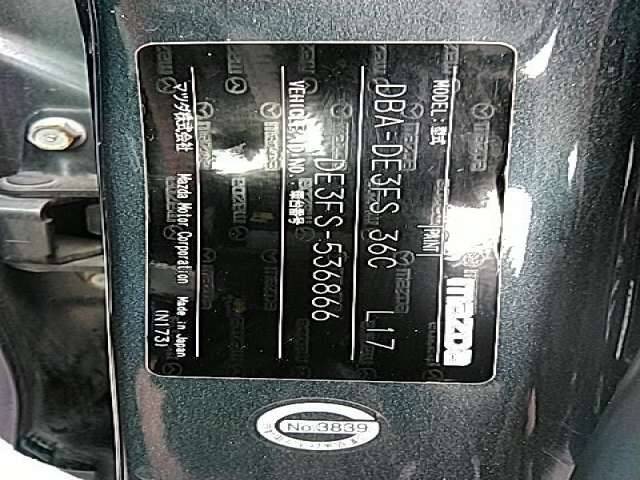 mazda
MODEL:型式
PAINT
DBA-DE3FS 36C L17
VEHICLE ID NO.:車台番号
DE3FS-536866
マツダ株式会社 Mazda Motor Corporation Made in Japan
(N173)
No.3839